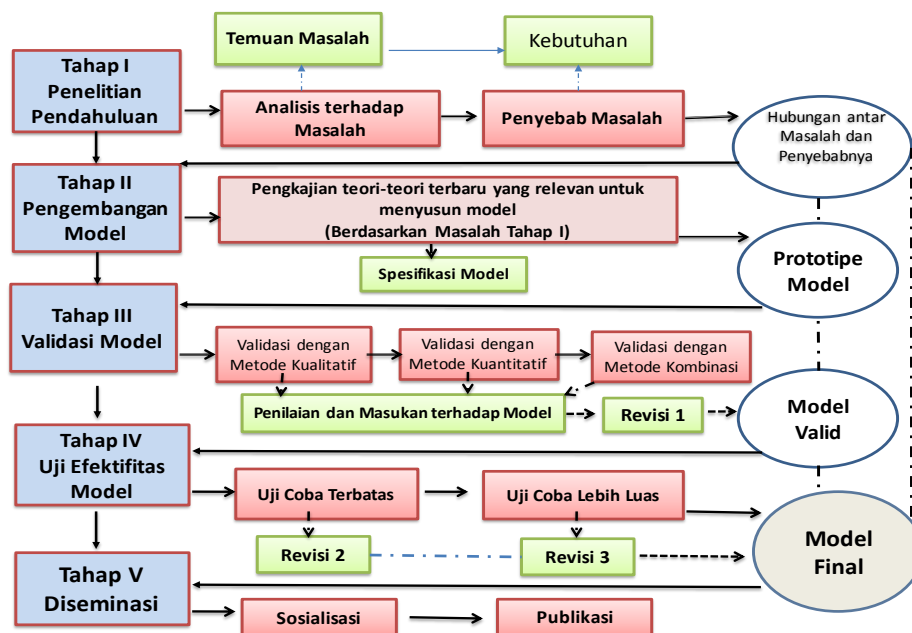 Temuan Masalah
Kebutuhan
Tahap I
Penelitian
Pendahuluan
Analisis terhadap
Masalah
Penyebab Masalah
Hubungan antar
Masalah dan
Penyebabnya
Tahap II
Pengembangan
Model
Pengkajian teori-teori terbaru yang relevan untuk
menyusun model
(Berdasarkan Masalah Tahap I)
Spesifikasi Model
Prototipe
Model
Tahap III
Validasi Model
Validasi dengan
Metode Kualitatif
Validasi dengan
Metode Kuantitatif
Validasi dengan
Metode Kombinasi
Penilaian dan Masukan terhadap Model
Revisi 1
Model
Valid
Tahap IV
Uji Efektifitas
Model
Uji Coba Terbatas
Uji Coba Lebih Luas
Revisi 2
Revisi 3
Model
Final
Tahap V
Diseminasi
Sosialisasi
Publikasi